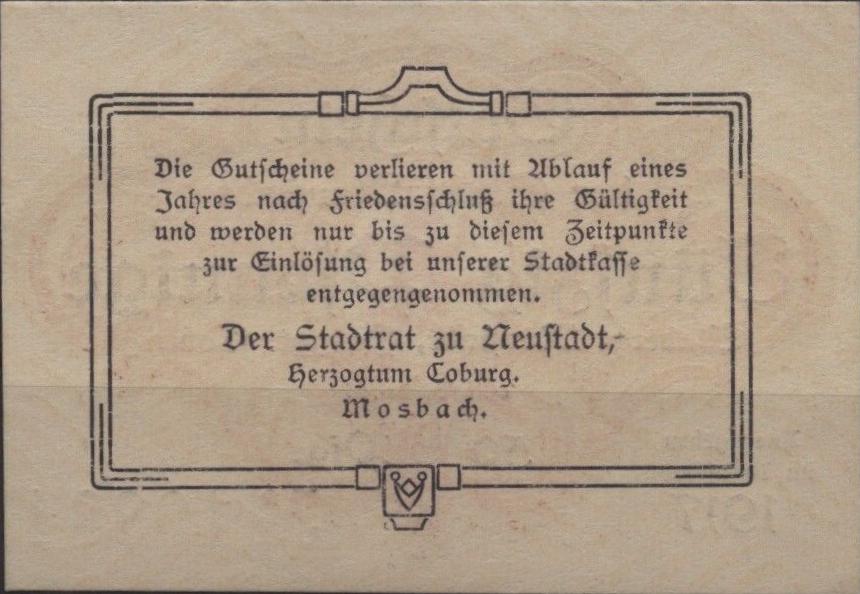 Die Gutscheine verlieren mit Ablauf eines
Jahres nach Friedensschluß ihre Gültigkeit
und werden nur bis zu diesem Zeitpunkte
zur Einlösung bei unserer Stadtkasse
entgegengenommen.
Der Stadtrat zu Neustadt,
Herzogtum Coburg.
Mosbach.